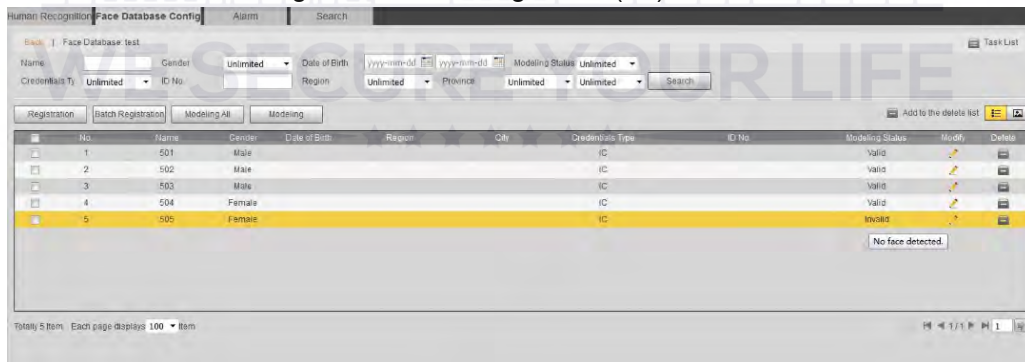 Human Recognition Face Database Config Alarm Search
Back | Face Database: test Task List
Name Gender Unlimited Date of Birth yyyy-mm-dd yyyy-mm-dd Modeling Status Unlimited
Credentials Ty Unlimited ID No. Region Unlimited Province Unlimited Unlimited Search
WE SECURE YOUR LIFE
Registration Batch Registration Modeling All Modeling Add to the delete list
No. Name Gender Date of Birth Region City Credentials Type ID No. Modeling Status Modify Delete
1 501 Male IC Valid
2 502 Male IC Valid
3 503 Male IC Valid
4 504 Female IC Valid
5 505 Female IC Invalid
No face detected.
Totally 5 Item Each page displays 100 Item 1/1 1